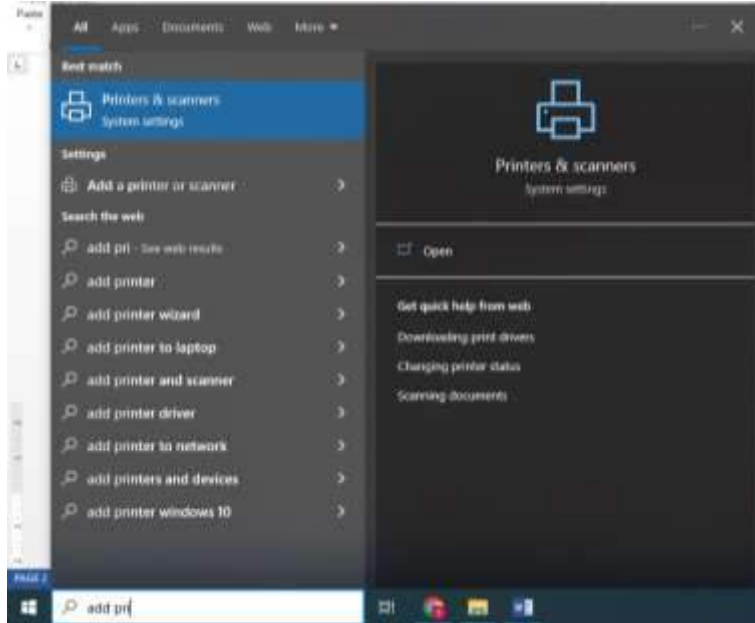 Paste
All Apps Documents Web More
Best match
Printers & scanners
System settings
Settings
Add a printer or scanner
Search the web
add pri - See web results
add printer
add printer wizard
add printer to laptop
add printer and scanner
add printer driver
add printer to network
add printers and devices
add printer windows 10
Printers & scanners
System settings
Open
Get quick help from web
Downloading print drivers
Changing printer status
Scanning documents
PAGE 2
add pri